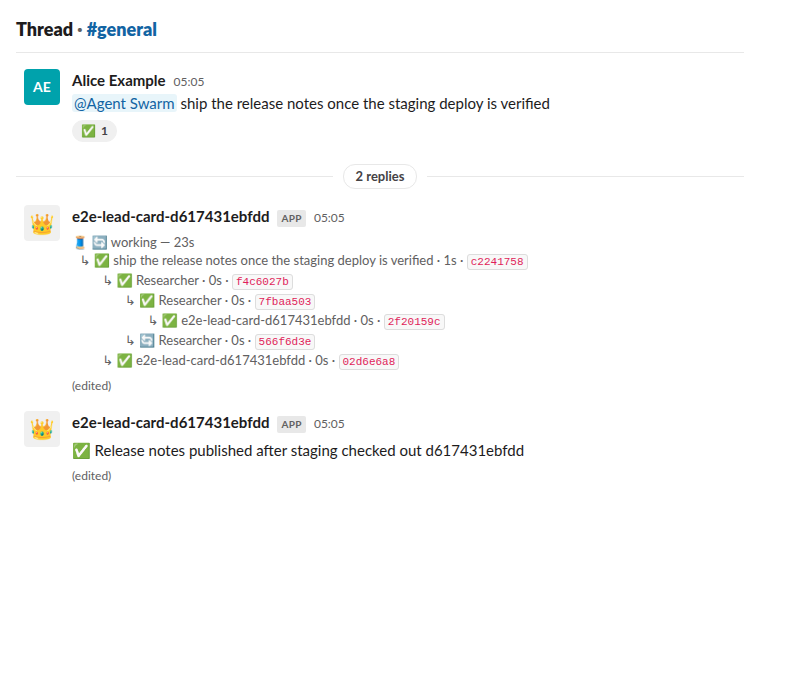 Thread • #general
AE
Alice Example 05:05
@Agent Swarm ship the release notes once the staging deploy is verified
✅ 1
2 replies
e2e-lead-card-d617431ebfdd APP 05:05
🧵 🔄 working — 23s
↳ ✅ ship the release notes once the staging deploy is verified · 1s · c2241758
↳ ✅ Researcher · 0s · f4c6027b
↳ ✅ Researcher · 0s · 7fbaa503
↳ ✅ e2e-lead-card-d617431ebfdd · 0s · 2f20159c
↳ 🔄 Researcher · 0s · 566f6d3e
↳ ✅ e2e-lead-card-d617431ebfdd · 0s · 02d6e6a8
(edited)
e2e-lead-card-d617431ebfdd APP 05:05
✅ Release notes published after staging checked out d617431ebfdd
(edited)